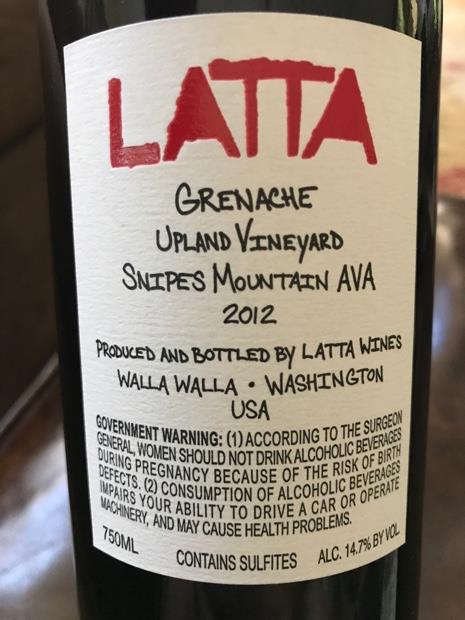 LATTA
GRENACHE
UPLAND VINEYARD
SNIPES MOUNTAIN AVA
2012
PRODUCED AND BOTTLED BY LATTA WINES
WALLA WALLA • WASHINGTON
USA
GOVERNMENT WARNING: (1) ACCORDING TO THE SURGEON
GENERAL, WOMEN SHOULD NOT DRINK ALCOHOLIC BEVERAGES
DURING PREGNANCY BECAUSE OF THE RISK OF BIRTH
DEFECTS. (2) CONSUMPTION OF ALCOHOLIC BEVERAGES
IMPAIRS YOUR ABILITY TO DRIVE A CAR OR OPERATE
MACHINERY, AND MAY CAUSE HEALTH PROBLEMS.
750ML CONTAINS SULFITES ALC. 14.7% BY VOL.